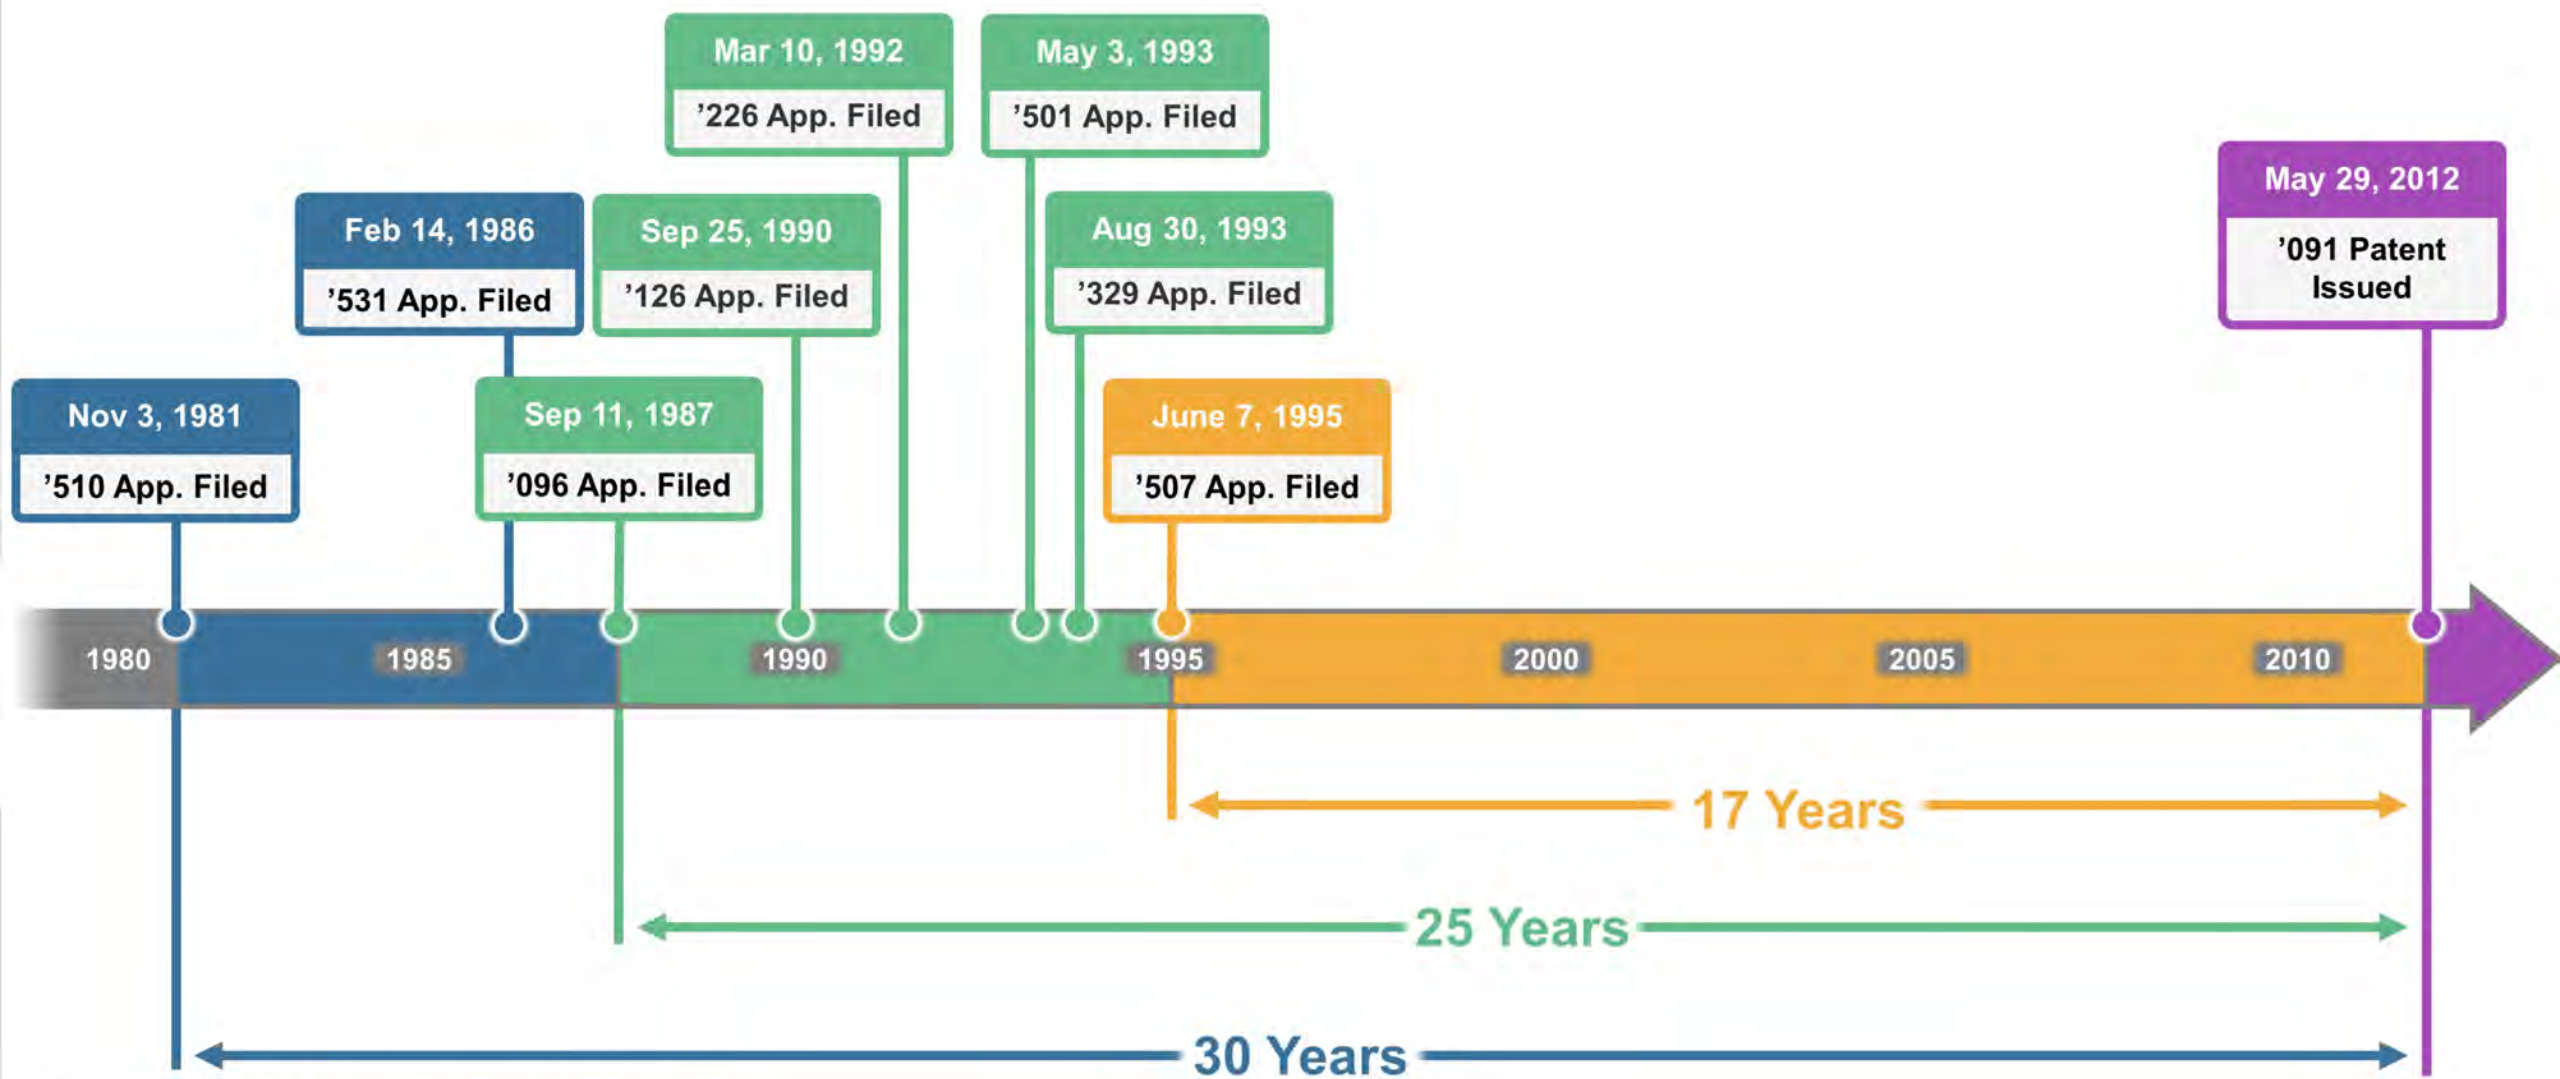 Mar 10, 1992
’226 App. Filed
May 3, 1993
’501 App. Filed
May 29, 2012
’091 Patent
Issued
Feb 14, 1986
’531 App. Filed
Sep 25, 1990
’126 App. Filed
Aug 30, 1993
’329 App. Filed
Nov 3, 1981
’510 App. Filed
Sep 11, 1987
’096 App. Filed
June 7, 1995
’507 App. Filed
1980 1985 1990 1995 2000 2005 2010
17 Years
25 Years
30 Years